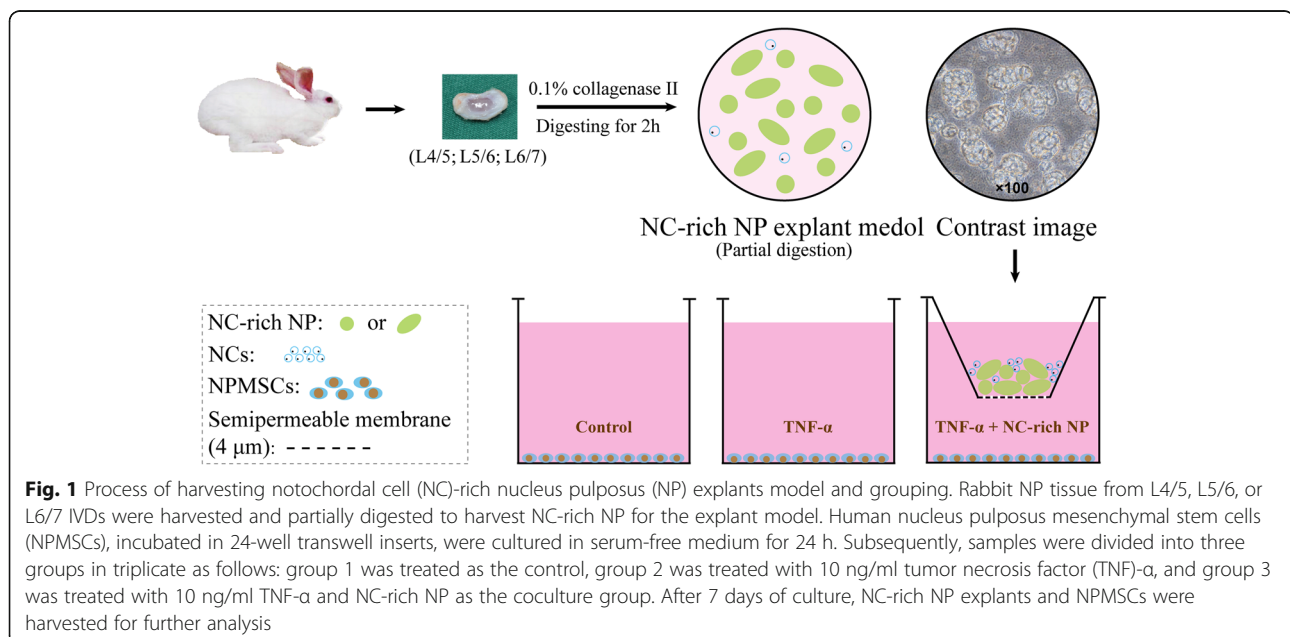 0.1% collagenase II
Digesting for 2h
(L4/5; L5/6; L6/7)
×100
NC-rich NP explant medol
(Partial digestion)
Contrast image
NC-rich NP: or
NCs:
NPMSCs:
Semipermeable membrane
(4 μm): - - - - - -
Control
TNF-α
TNF-α + NC-rich NP
Fig. 1 Process of harvesting notochordal cell (NC)-rich nucleus pulposus (NP) explants model and grouping. Rabbit NP tissue from L4/5, L5/6, or
L6/7 IVDs were harvested and partially digested to harvest NC-rich NP for the explant model. Human nucleus pulposus mesenchymal stem cells
(NPMSCs), incubated in 24-well transwell inserts, were cultured in serum-free medium for 24 h. Subsequently, samples were divided into three
groups in triplicate as follows: group 1 was treated as the control, group 2 was treated with 10 ng/ml tumor necrosis factor (TNF)-α, and group 3
was treated with 10 ng/ml TNF-α and NC-rich NP as the coculture group. After 7 days of culture, NC-rich NP explants and NPMSCs were
harvested for further analysis